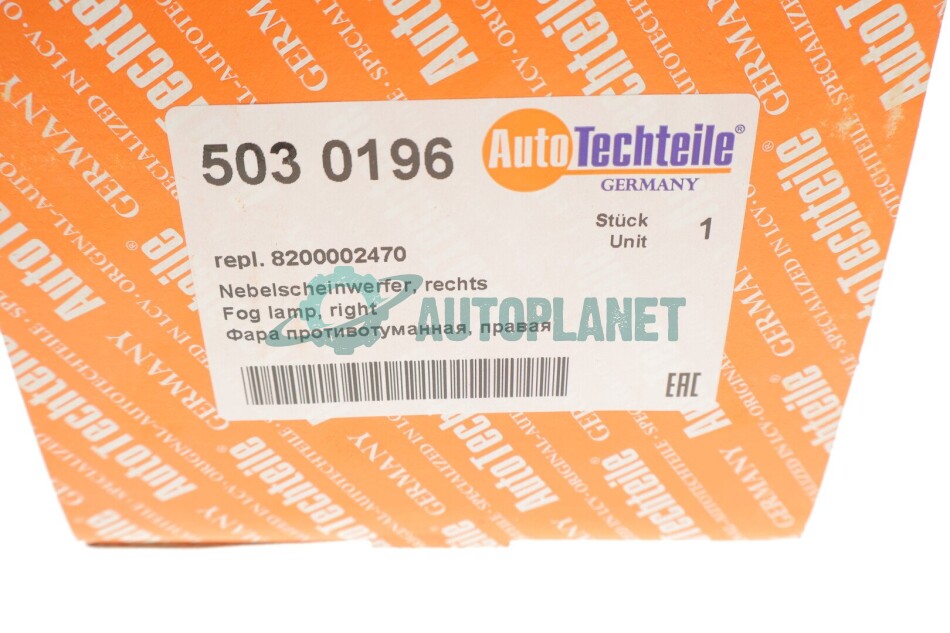 503 0196
AutoTechteile®
GERMANY
Stück 1
Unit
repl. 8200002470
Nebelscheinwerfer, rechts
Fog lamp, right
Фара противотуманная, правая
EAC
AUTOPLANET